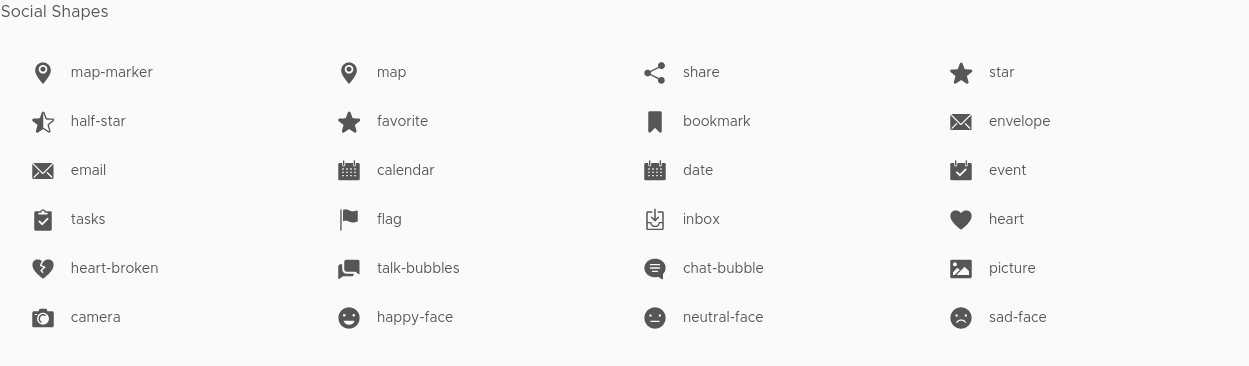 Social Shapes
map-marker map share star
half-star favorite bookmark envelope
email calendar date event
tasks flag inbox heart
heart-broken talk-bubbles chat-bubble picture
camera happy-face neutral-face sad-face